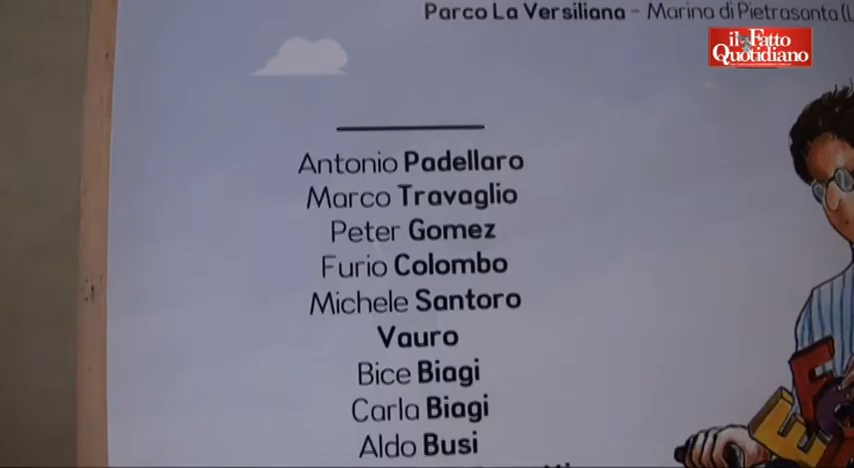 Parco La Versiliana - Marina di Pietrasanta (L
il Fatto
Quotidiano
Antonio Padellaro
Marco Travaglio
Peter Gomez
Furio Colombo
Michele Santoro
Vauro
Bice Biagi
Carla Biagi
Aldo Busi
F
E